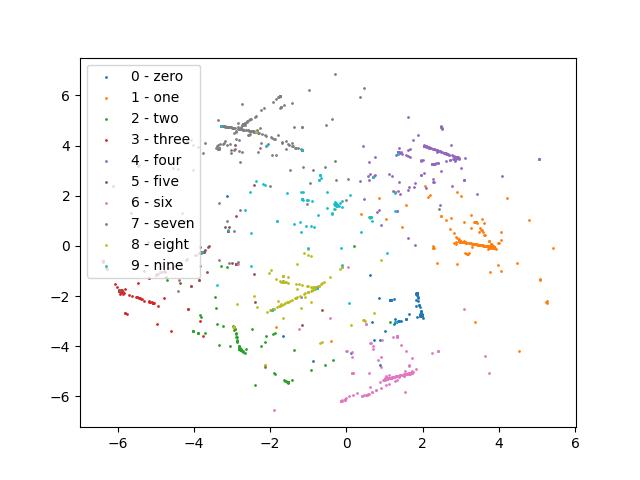 0 - zero
1 - one
2 - two
3 - three
4 - four
5 - five
6 - six
7 - seven
8 - eight
9 - nine
6
4
2
0
−2
−4
−6
−6 −4 −2 0 2 4 6